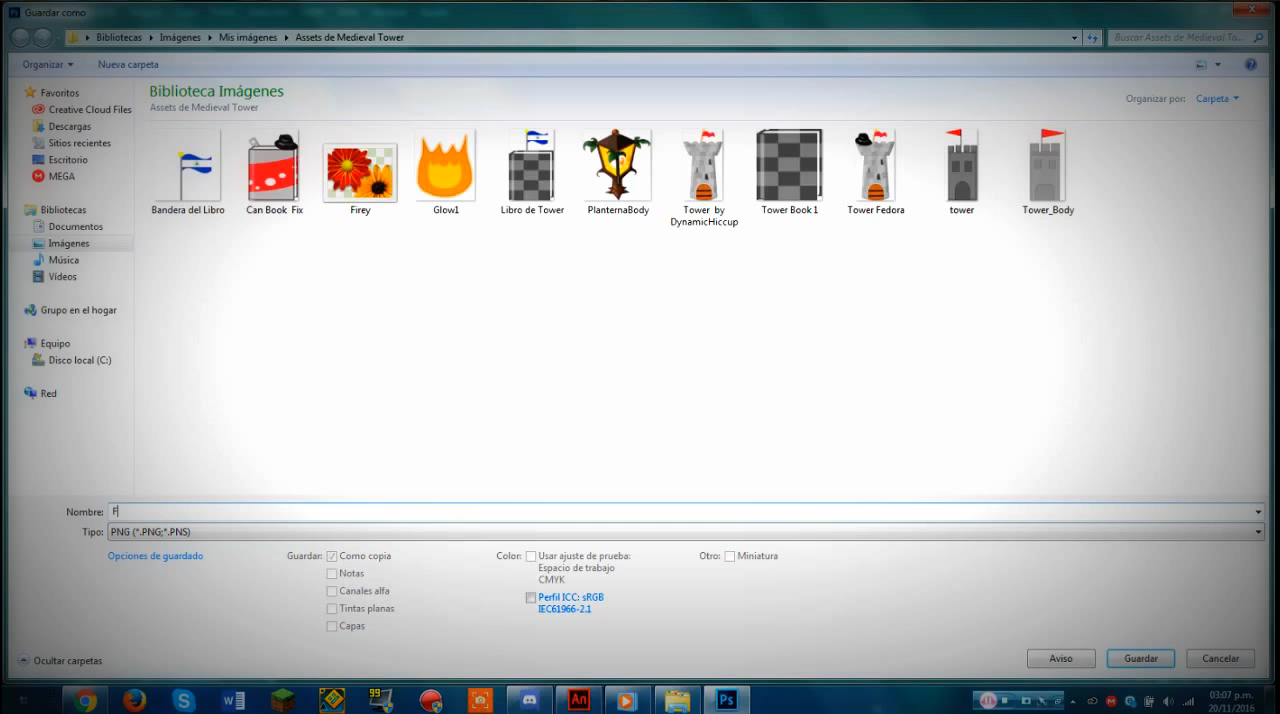 Guardar como
Bibliotecas Imágenes Mis imágenes Assets de Medieval Tower
Buscar Assets de Medieval To...
Organizar Nueva carpeta
Favoritos
Creative Cloud Files
Descargas
Sitios recientes
Escritorio
MEGA
Bibliotecas
Documentos
Imágenes
Música
Vídeos
Grupo en el hogar
Equipo
Disco local (C:)
Red
Biblioteca Imágenes
Assets de Medieval Tower
Organizar por: Carpeta
Bandera del Libro
Can Book Fix
Firey
Glow1
Libro de Tower
PlanternaBody
Tower by
DynamicHiccup
Tower Book 1
Tower Fedora
tower
Tower_Body
Nombre: F
Tipo: PNG (*.PNG;*.PNS)
Opciones de guardado
Guardar: Como copia
Notas
Canales alfa
Tintas planas
Capas
Color: Usar ajuste de prueba:
Espacio de trabajo
CMYK
Perfil ICC: sRGB
IEC61966-2.1
Otro: Miniatura
Ocultar carpetas
Aviso Guardar Cancelar
99
An
Ps
03:07 p.m.
20/11/2016